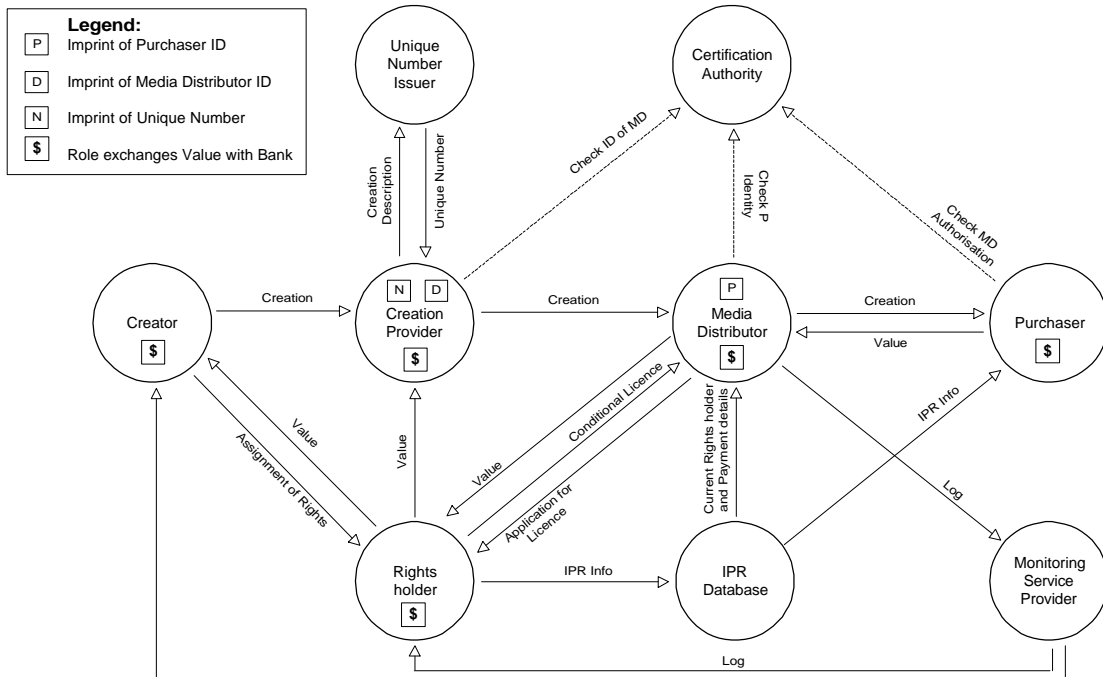 Legend:
P
Imprint of Purchaser ID
D
Imprint of Media Distributor ID
N
Imprint of Unique Number
$
Role exchanges Value with Bank
Unique
Number
Issuer
Certification
Authority
Creation
Description
Unique Number
Check ID of MD
Check P
Identity
Check MD
Authorisation
Creator
$
Creation
N D
Creation
Provider
$
Creation
P
Media
Distributor
$
Creation
Value
Purchaser
$
Value
Assignment of Rights
Value
Value
Conditional Licence
Application for
Licence
Current Rights holder
and Payment details
IPR Info
Log
Rights
holder
$
IPR Info
IPR
Database
Monitoring
Service
Provider
Log